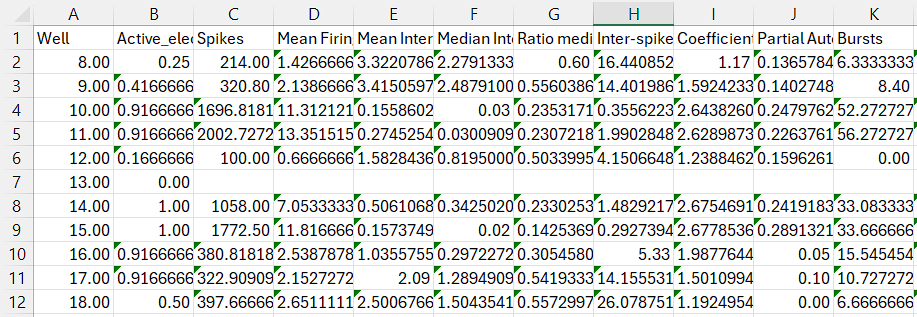 A B C D E F G H I J K
1 Well Active_elec Spikes Mean Firin Mean Inter Median Int Ratio medi Inter-spike Coefficien Partial Aut Bursts
2 8.00 0.25 214.00 1.4266666 3.3220786 2.2791333 0.60 16.440852 1.17 0.1365784 6.3333333
3 9.00 0.4166666 320.80 2.1386666 3.4150597 2.4879100 0.5560386 14.401986 1.5924233 0.1402748 8.40
4 10.00 0.9166666 1696.8181 11.312121 0.1558602 0.03 0.2353171 0.3556223 2.6438260 0.2479762 52.272727
5 11.00 0.9166666 2002.7272 13.351515 0.2745254 0.0300909 0.2307218 1.9902848 2.6289873 0.2263761 56.272727
6 12.00 0.1666666 100.00 0.6666666 1.5828436 0.8195000 0.5033995 4.1506648 1.2388462 0.1596261 0.00
7 13.00 0.00
8 14.00 1.00 1058.00 7.0533333 0.5061068 0.3425020 0.2330253 1.4829217 2.6754691 0.2419183 33.083333
9 15.00 1.00 1772.50 11.816666 0.1573749 0.02 0.1425369 0.2927394 2.6778536 0.2891321 33.666666
10 16.00 0.9166666 380.81818 2.5387878 1.0355755 0.2972272 0.3054580 5.33 1.9877644 0.05 15.545454
11 17.00 0.9166666 322.90909 2.1527272 2.09 1.2894909 0.5419333 14.155531 1.5010994 0.10 10.727272
12 18.00 0.50 397.66666 2.6511111 2.5006766 1.5043541 0.5572997 26.078751 1.1924954 0.00 6.6666666